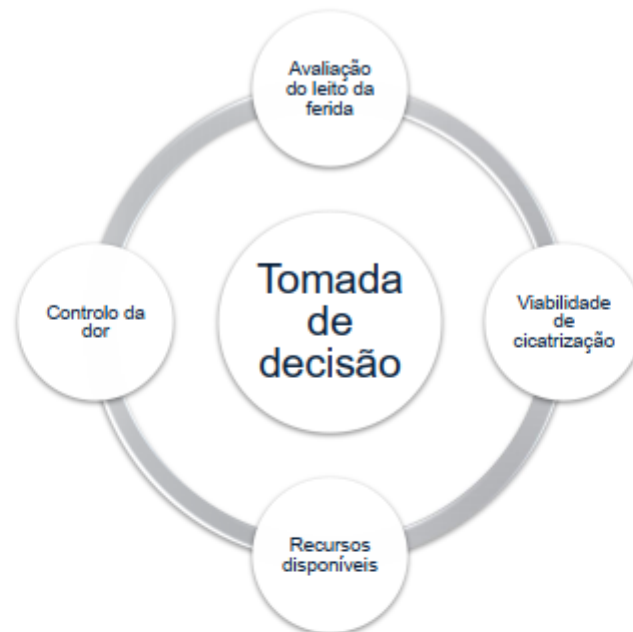 Avaliação
do leito da
ferida
Tomada
de
decisão
Controlo da
dor
Viabilidade
de
cicatrização
Recursos
disponíveis